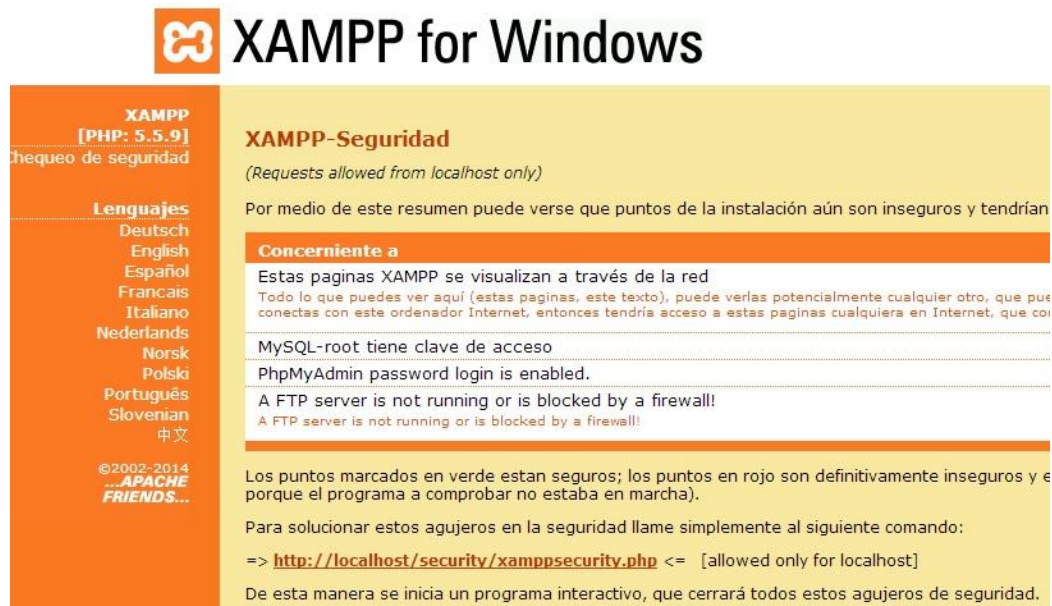 XAMPP for Windows
XAMPP
[PHP: 5.5.9]
Chequeo de seguridad
Lenguajes
Deutsch
English
Español
Francais
Italiano
Nederlands
Norsk
Polski
Português
Slovenian
中文
©2002-2014
...APACHE
FRIENDS...
XAMPP-Seguridad
(Requests allowed from localhost only)
Por medio de este resumen puede verse que puntos de la instalación aún son inseguros y tendrían
Concerniente a
Estas paginas XAMPP se visualizan a través de la red
Todo lo que puedes ver aquí (estas paginas, este texto), puede verlas potencialmente cualquier otro, que pue
conectas con este ordenador Internet, entonces tendría acceso a estas paginas cualquiera en Internet, que co
MySQL-root tiene clave de acceso
PhpMyAdmin password login is enabled.
A FTP server is not running or is blocked by a firewall!
A FTP server is not running or is blocked by a firewall!
Los puntos marcados en verde estan seguros; los puntos en rojo son definitivamente inseguros y e
porque el programa a comprobar no estaba en marcha).
Para solucionar estos agujeros en la seguridad llame simplemente al siguiente comando:
=> http://localhost/security/xamppsecurity.php <= [allowed only for localhost]
De esta manera se inicia un programa interactivo, que cerrará todos estos agujeros de seguridad.